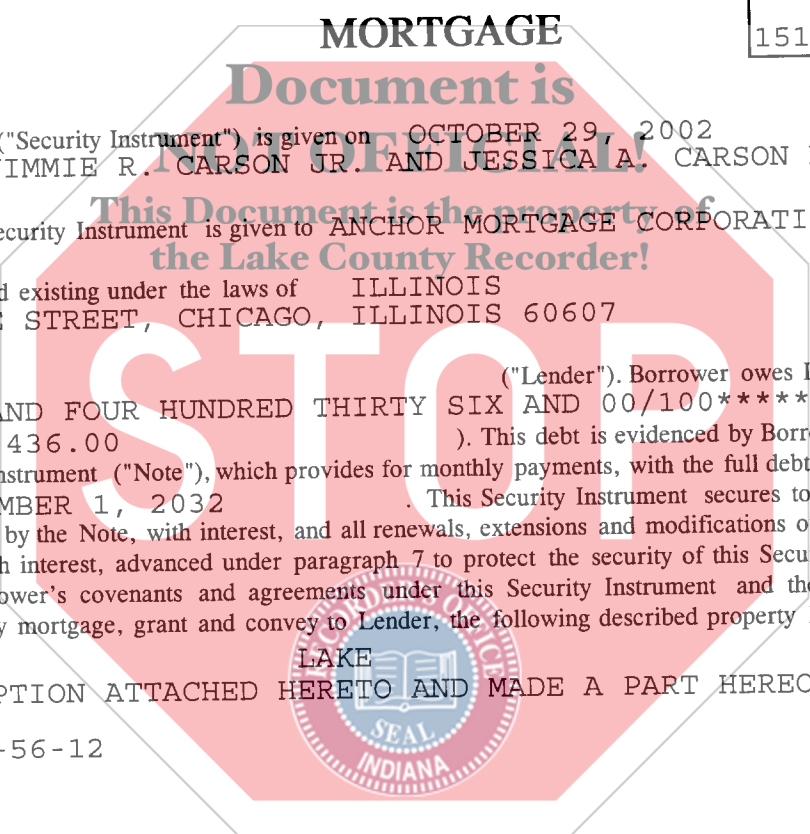 MORTGAGE
151
Document is
("Security Instrument") is given on OCTOBER 29, 2002
NOT OFFICIAL!
IMMIE R. CARSON JR. AND JESSICA A. CARSON
This Document is the property of
ecurity Instrument is given to ANCHOR MORTGAGE CORPORATI
the Lake County Recorder!
d existing under the laws of ILLINOIS
STREET, CHICAGO, ILLINOIS 60607
STOP
("Lender"). Borrower owes
AND FOUR HUNDRED THIRTY SIX AND 00/100*****
436.00 ). This debt is evidenced by Borr
nstrument ("Note"), which provides for monthly payments, with the full debt
MBER 1, 2032 . This Security Instrument secures to
by the Note, with interest, and all renewals, extensions and modifications o
h interest, advanced under paragraph 7 to protect the security of this Secu
ower's covenants and agreements under this Security Instrument and the
y mortgage, grant and convey to Lender, the following described property
RECORDER'S OFFICE
LAKE
PTION ATTACHED HERETO AND MADE A PART HEREO
SEAL
-56-12
INDIANA